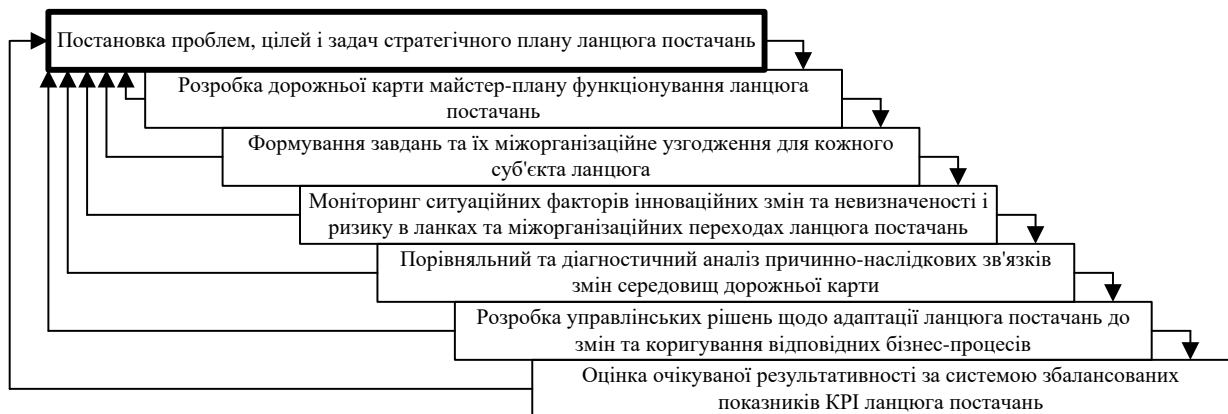 Постановка проблем, цілей і задач стратегічного плану ланцюга постачань
Розробка дорожньої карти майстер-плану функціонування ланцюга
постачань
Формування завдань та їх міжорганізаційне узгодження для кожного
суб'єкта ланцюга
Моніторинг ситуаційних факторів інноваційних змін та невизначеності і
ризику в ланках та міжорганізаційних переходах ланцюга постачань
Порівняльний та діагностичний аналіз причинно-наслідкових зв'язків
змін середовищ дорожньої карти
Розробка управлінських рішень щодо адаптації ланцюга постачань до
змін та коригування відповідних бізнес-процесів
Оцінка очікуваної результативності за системою збалансованих
показників KPI ланцюга постачань